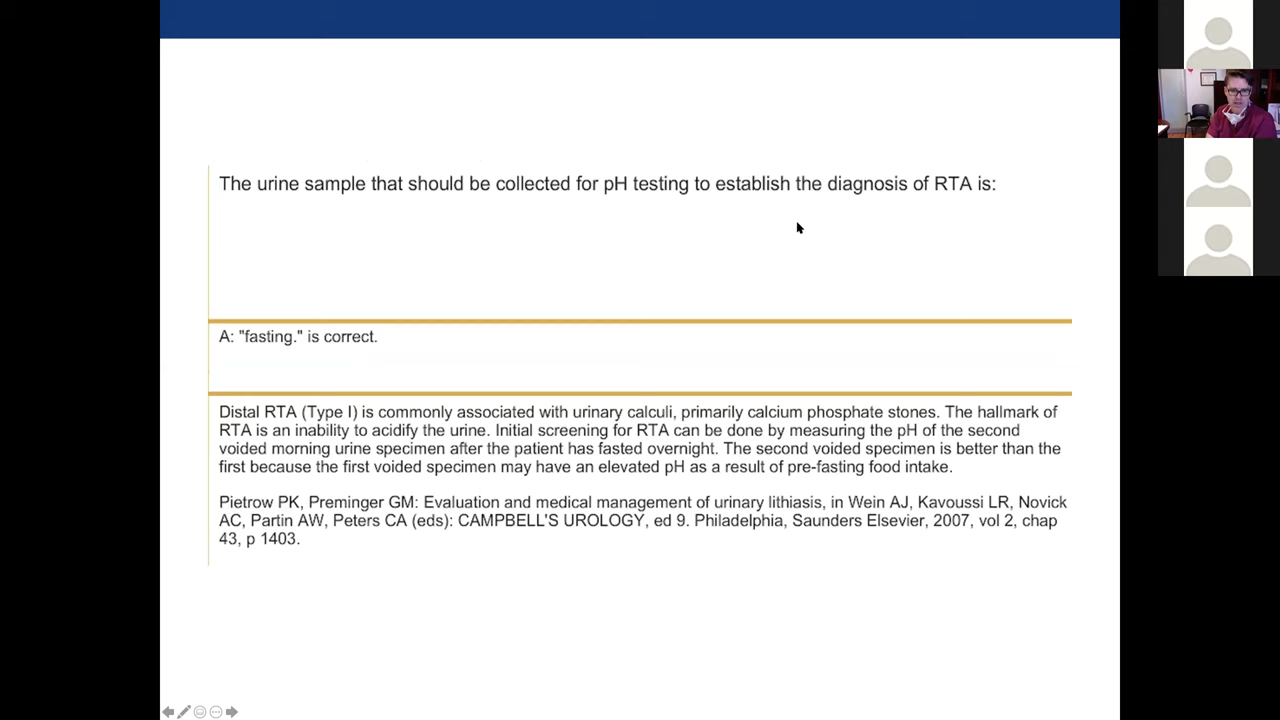 The urine sample that should be collected for pH testing to establish the diagnosis of RTA is:
A: "fasting." is correct.
Distal RTA (Type I) is commonly associated with urinary calculi, primarily calcium phosphate stones. The hallmark of
RTA is an inability to acidify the urine. Initial screening for RTA can be done by measuring the pH of the second
voided morning urine specimen after the patient has fasted overnight. The second voided specimen is better than the
first because the first voided specimen may have an elevated pH as a result of pre-fasting food intake.
Pietrow PK, Preminger GM: Evaluation and medical management of urinary lithiasis, in Wein AJ, Kavoussi LR, Novick
AC, Partin AW, Peters CA (eds): CAMPBELL'S UROLOGY, ed 9. Philadelphia, Saunders Elsevier, 2007, vol 2, chap
43, p 1403.